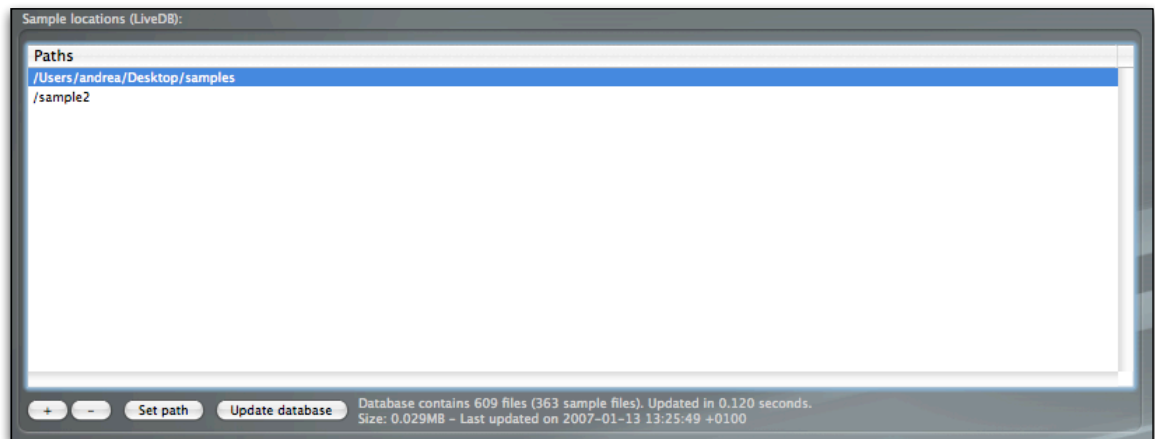 Sample locations (LiveDB):
Paths
/Users/andrea/Desktop/samples
/sample2
+ - Set path Update database
Database contains 609 files (363 sample files). Updated in 0.120 seconds.
Size: 0.029MB – Last updated on 2007-01-13 13:25:49 +0100